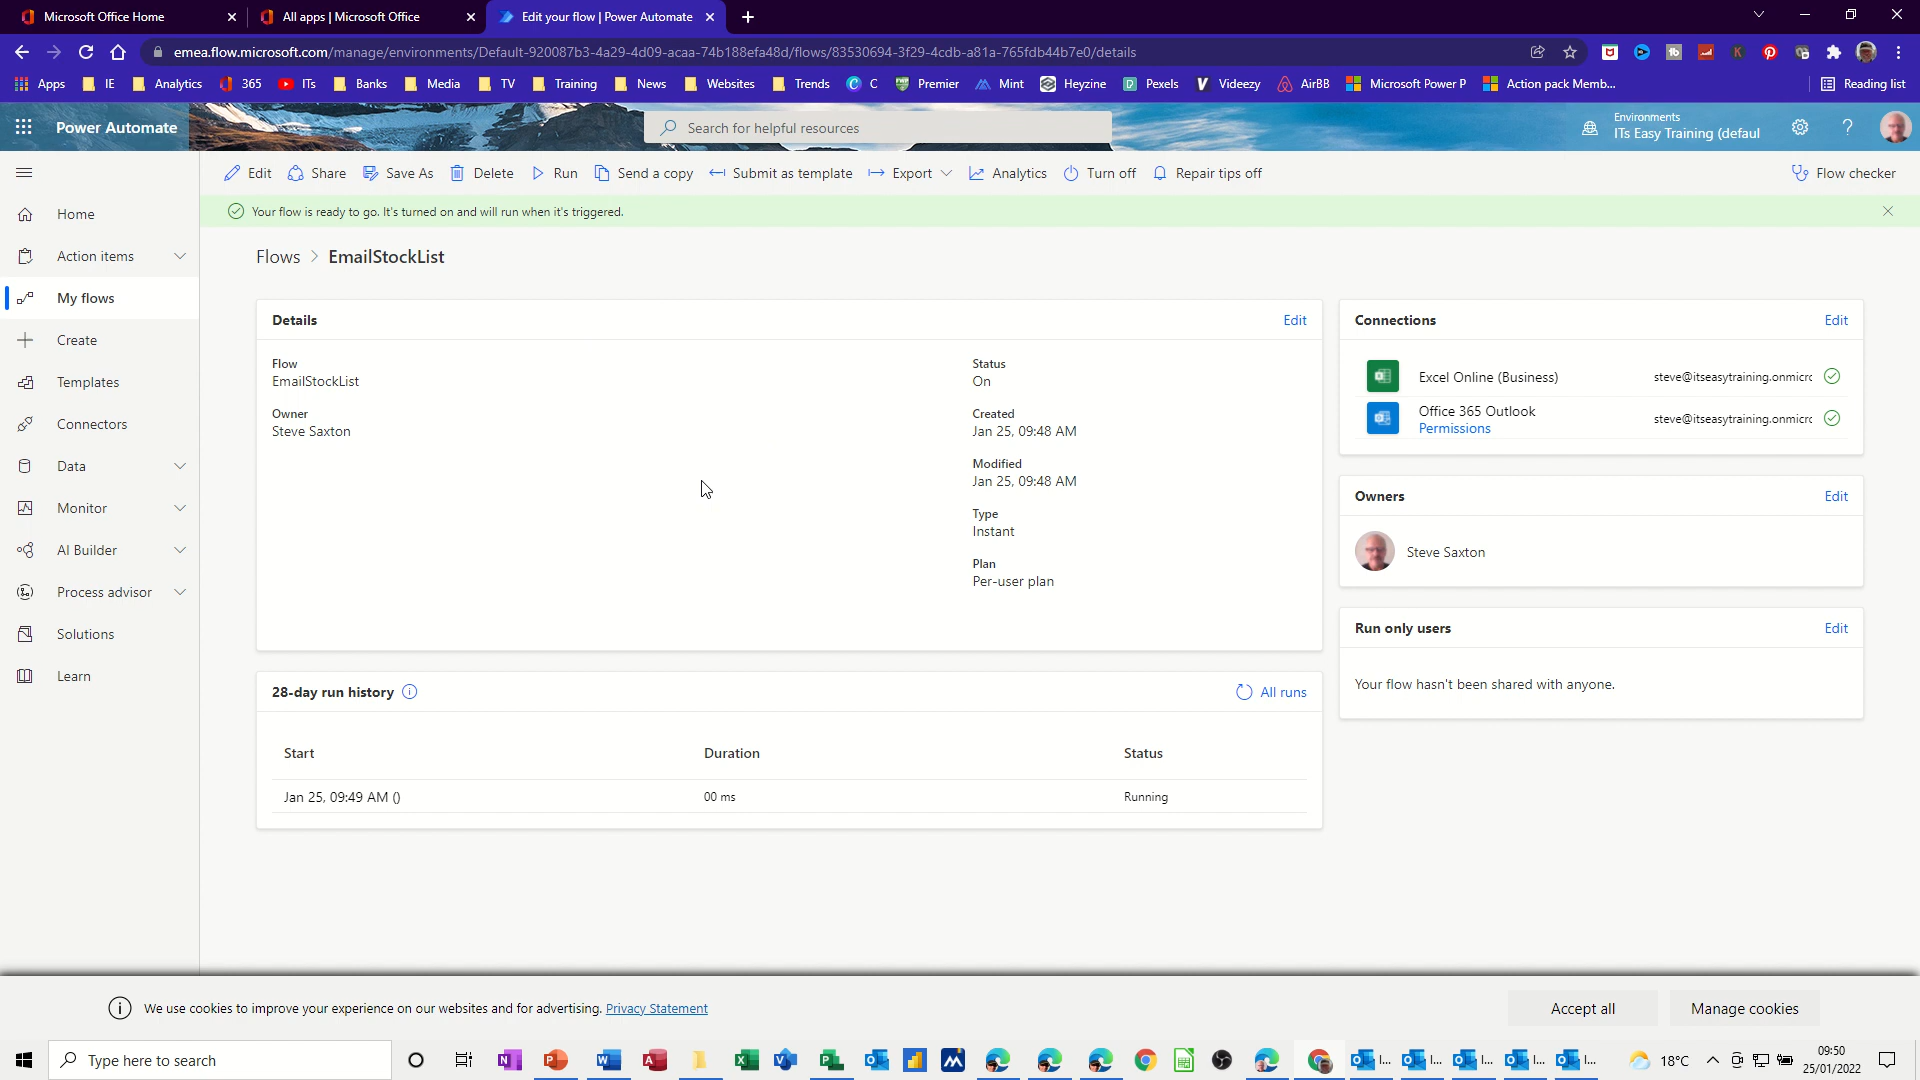 Microsoft Office Home
All apps | Microsoft Office
Edit your flow | Power Automate
emea.flow.microsoft.com/manage/environments/Default-920087b3-4a29-4d09-acaa-74b188efa48d/flows/83530694-3f29-4cdb-a81a-765fdb44b7e0/details
Apps IE Analytics 365 ITs Banks Media TV Training News Websites Trends C Premier Mint Heyzine Pexels Videezy AirBB Microsoft Power P Action pack Memb... Reading list
Power Automate
Search for helpful resources
Environments
ITs Easy Training (defaul
Edit Share Save As Delete Run Send a copy Submit as template Export Analytics Turn off Repair tips off Flow checker
Your flow is ready to go. It's turned on and will run when it's triggered.
Home
Action items
My flows
Create
Templates
Connectors
Data
Monitor
AI Builder
Process advisor
Solutions
Learn
Flows > EmailStockList
Details
Edit
Flow
EmailStockList
Owner
Steve Saxton
Status
On
Created
Jan 25, 09:48 AM
Modified
Jan 25, 09:48 AM
Type
Instant
Plan
Per-user plan
28-day run history
All runs
Start Duration Status
Jan 25, 09:49 AM () 00 ms Running
Connections
Edit
Excel Online (Business) steve@itseasytraining.onmicrc
Office 365 Outlook steve@itseasytraining.onmicrc
Permissions
Owners
Edit
Steve Saxton
Run only users
Edit
Your flow hasn't been shared with anyone.
We use cookies to improve your experience on our websites and for advertising. Privacy Statement
Accept all
Manage cookies
Type here to search
I... I... I... I... I...
18°C
09:50
25/01/2022